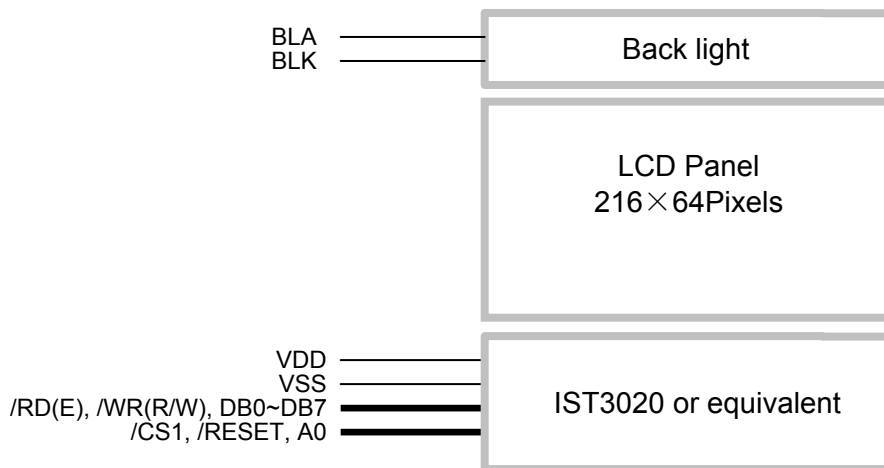 BLA
BLK
Back light
LCD Panel
216×64Pixels
VDD
VSS
/RD(E), /WR(R/W), DB0~DB7
/CS1, /RESET, A0
IST3020 or equivalent